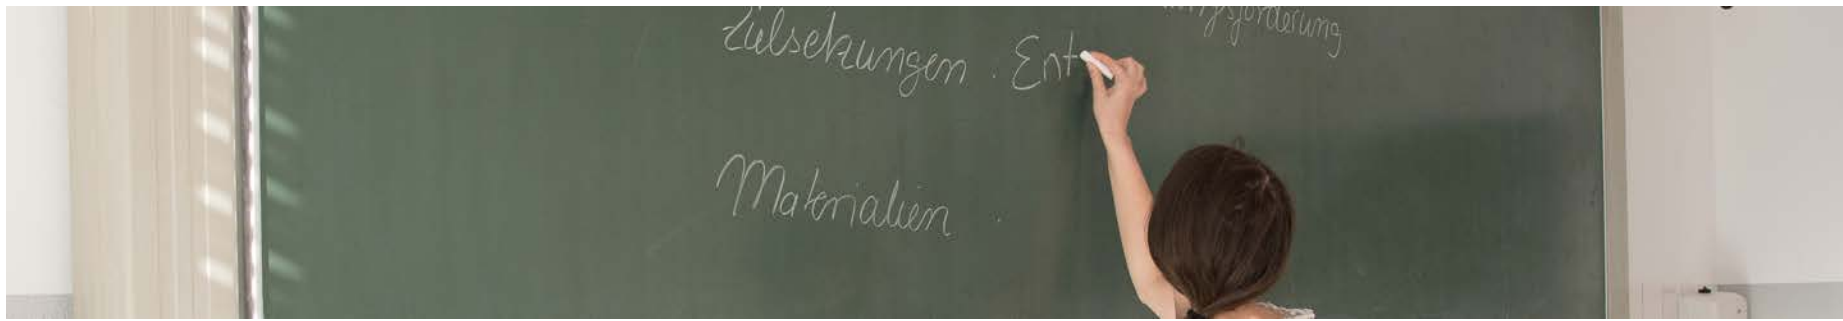 Zielsetzungen . Ent
Materialien .